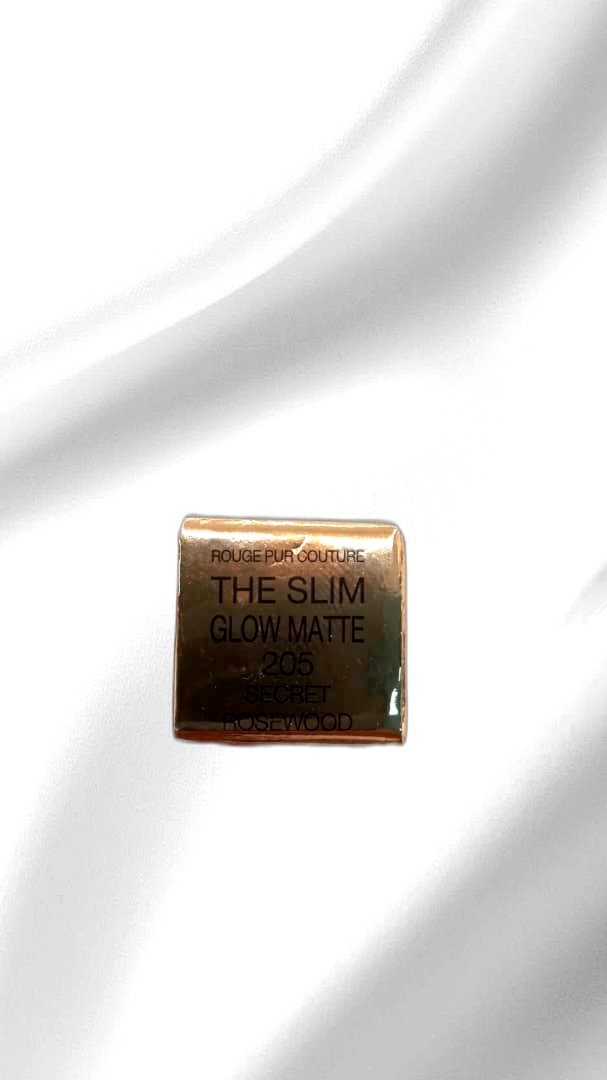 ROUGE PUR COUTURE
THE SLIM
GLOW MATTE
205
SECRET
ROSEWOOD